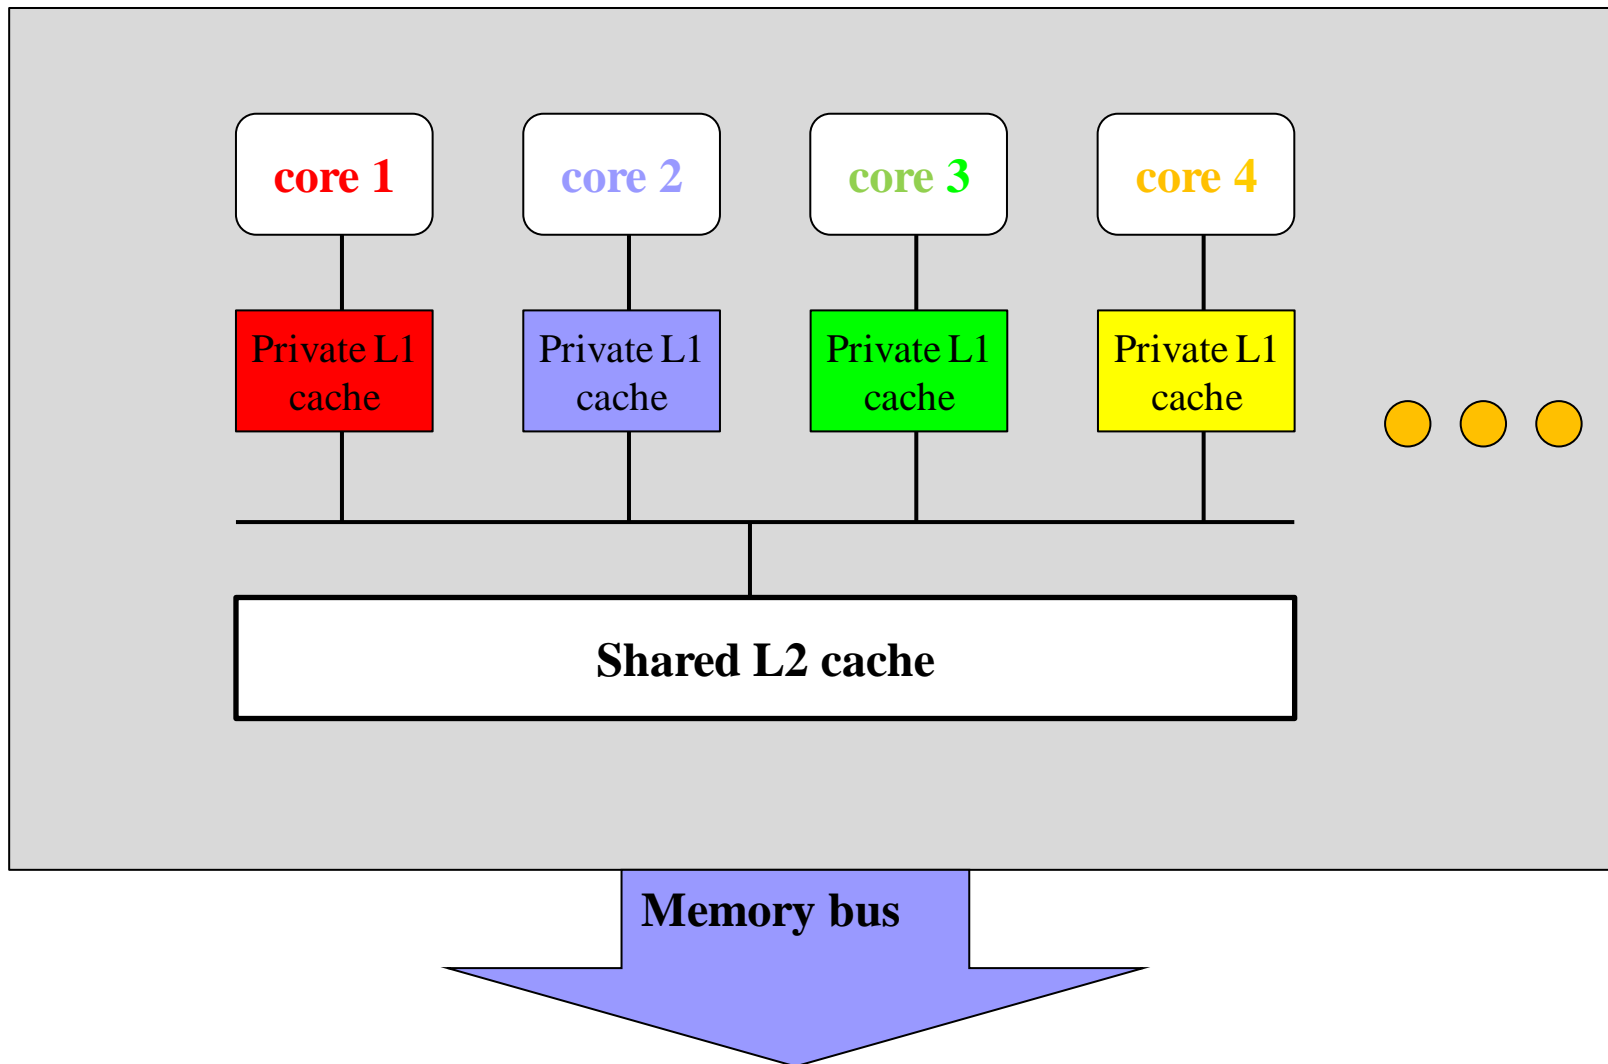 core 1
core 2
core 3
core 4
Private L1
cache
Private L1
cache
Private L1
cache
Private L1
cache
Shared L2 cache
Memory bus